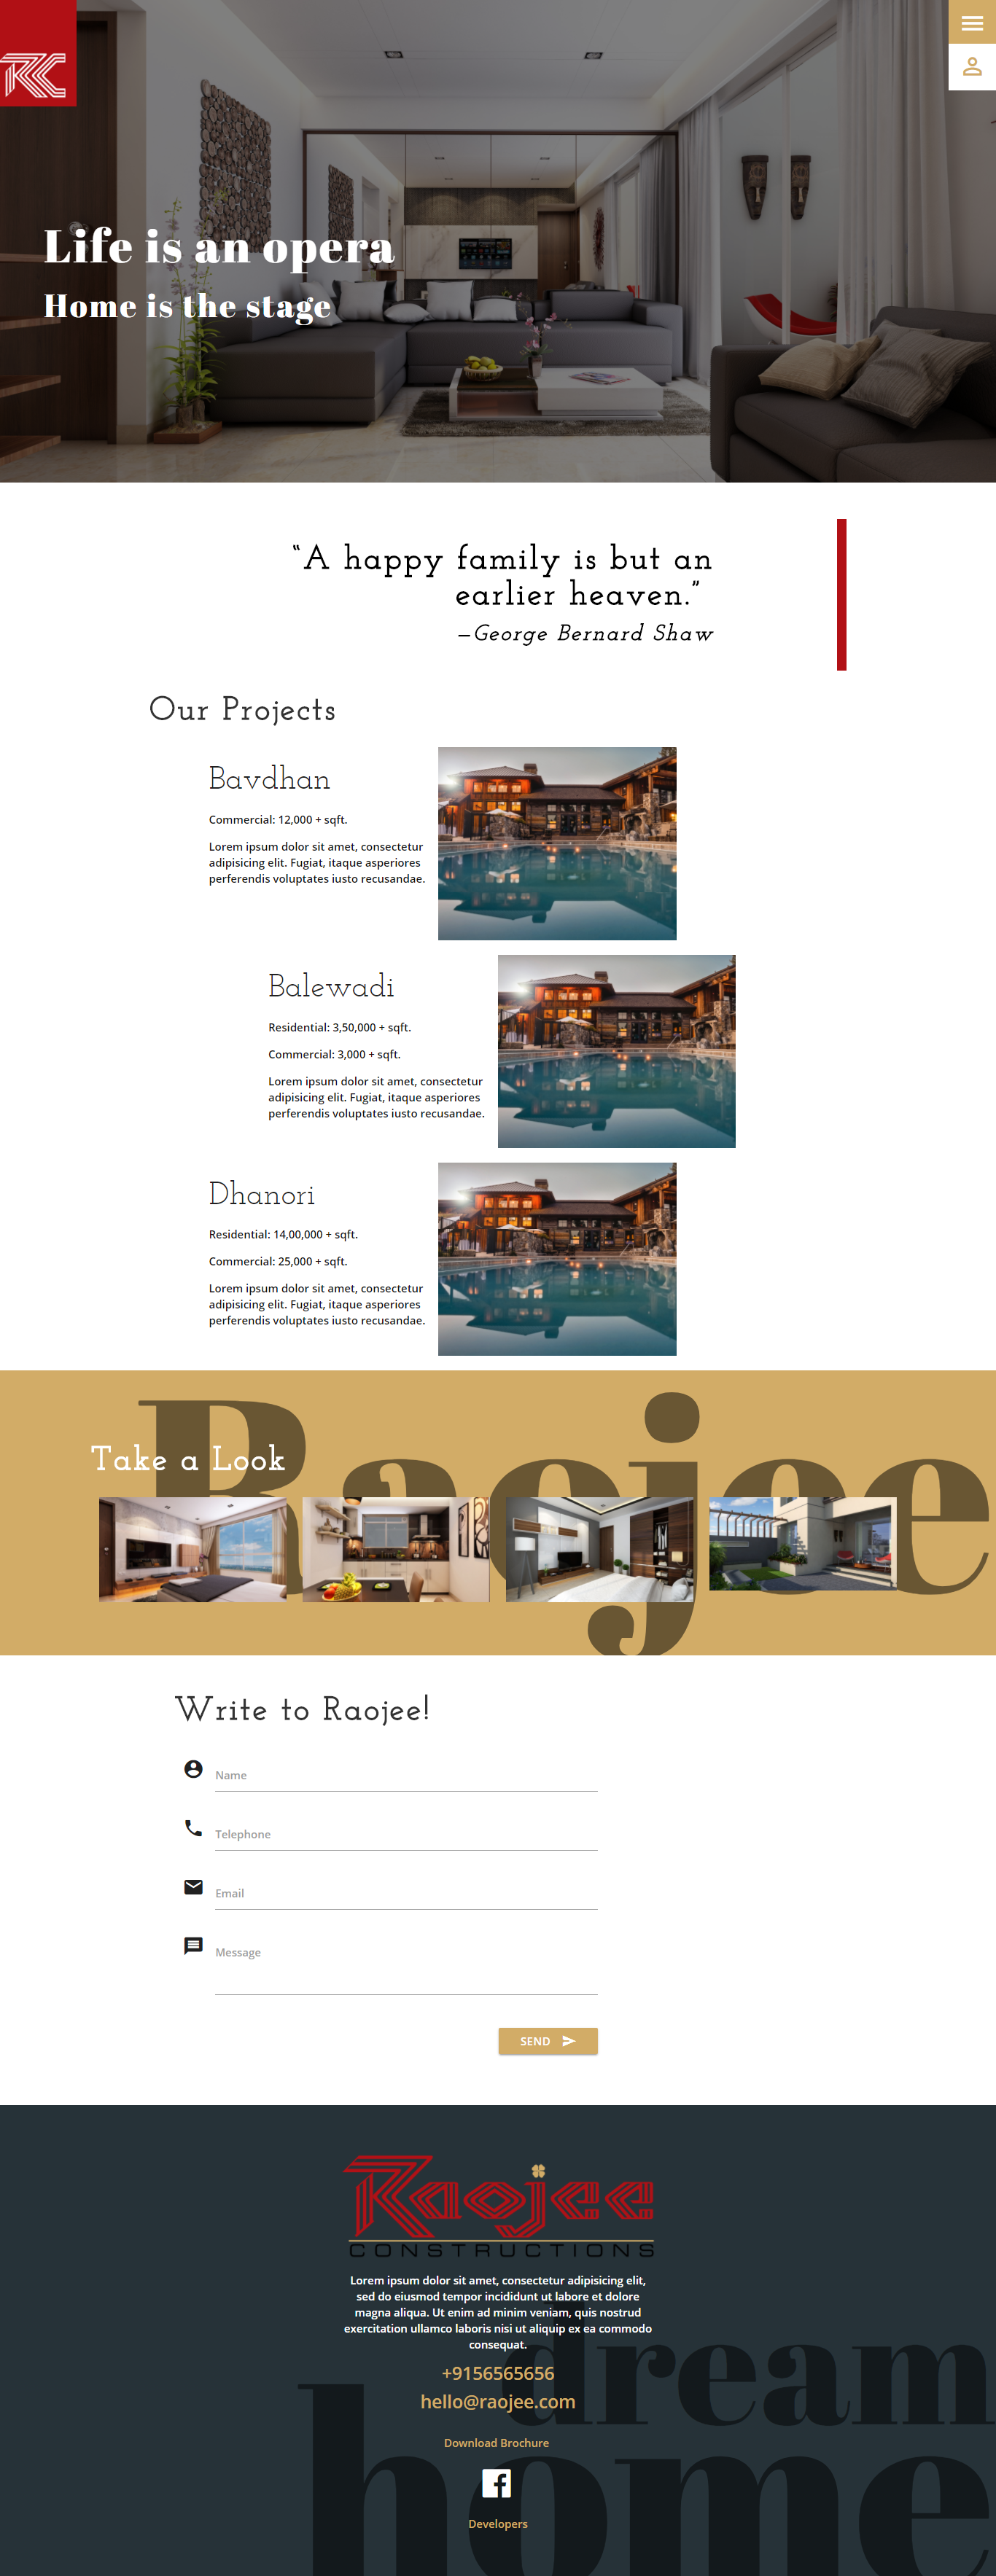 RC
Life is an opera
Home is the stage
“A happy family is but an
earlier heaven.”
—George Bernard Shaw
Our Projects
Bavdhan
Commercial: 12,000 + sqft.
Lorem ipsum dolor sit amet, consectetur
adipisicing elit. Fugiat, itaque asperiores
perferendis voluptates iusto recusandae.
Balewadi
Residential: 3,50,000 + sqft.
Commercial: 3,000 + sqft.
Lorem ipsum dolor sit amet, consectetur
adipisicing elit. Fugiat, itaque asperiores
perferendis voluptates iusto recusandae.
Dhanori
Residential: 14,00,000 + sqft.
Commercial: 25,000 + sqft.
Lorem ipsum dolor sit amet, consectetur
adipisicing elit. Fugiat, itaque asperiores
perferendis voluptates iusto recusandae.
Raojee
Take a Look
Write to Raojee!
Name
Telephone
Email
Message
SEND
Raojee
CONSTRUCTIONS
Lorem ipsum dolor sit amet, consectetur adipisicing elit,
sed do eiusmod tempor incididunt ut labore et dolore
magna aliqua. Ut enim ad minim veniam, quis nostrud
exercitation ullamco laboris nisi ut aliquip ex ea commodo
consequat.
+9156565656
hello@raojee.com
Download Brochure
Developers
dream
home